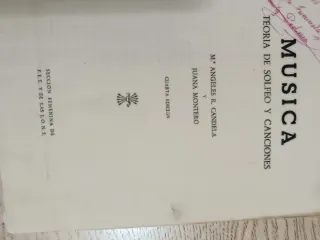 MUSICA
TEORIA DE SOLFEO Y CANCIONES
Mª ANGELES R. CANDELA
Y
JUANA MONTERO
CUARTA EDICION
SECCION FEMENINA DE
F.E.T. Y DE LAS J.O.N.S.